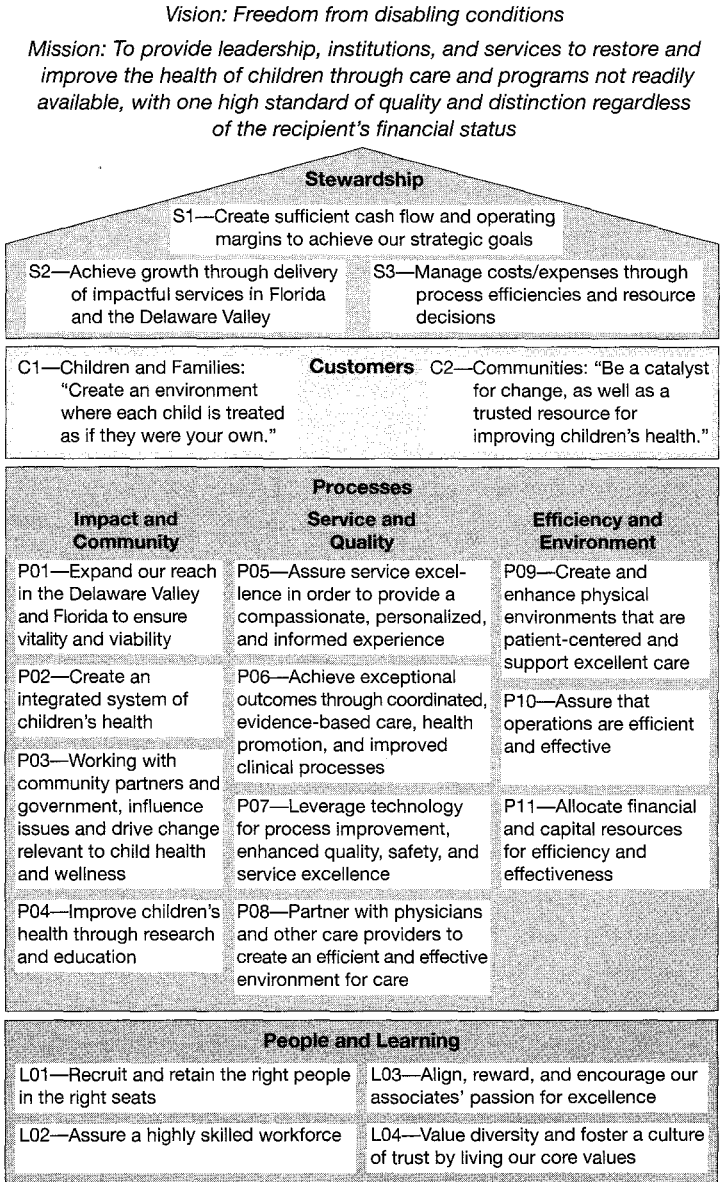 Vision: Freedom from disabling conditions
Mission: To provide leadership, institutions, and services to restore and
improve the health of children through care and programs not readily
available, with one high standard of quality and distinction regardless
of the recipient's financial status
Stewardship
S1—Create sufficient cash flow and operating
margins to achieve our strategic goals
S2—Achieve growth through delivery
of impactful services in Florida
and the Delaware Valley
S3—Manage costs/expenses through
process efficiencies and resource
decisions
C1—Children and Families:
"Create an environment
where each child is treated
as if they were your own."
Customers
C2—Communities: "Be a catalyst
for change, as well as a
trusted resource for
improving children's health."
Processes
Impact and
Community
P01—Expand our reach
in the Delaware Valley
and Florida to ensure
vitality and viability
P02—Create an
integrated system of
children's health
P03—Working with
community partners and
government, influence
issues and drive change
relevant to child health
and wellness
P04—Improve children's
health through research
and education
Service and
Quality
P05—Assure service excel-
lence in order to provide a
compassionate, personalized,
and informed experience
P06—Achieve exceptional
outcomes through coordinated,
evidence-based care, health
promotion, and improved
clinical processes
P07—Leverage technology
for process improvement,
enhanced quality, safety, and
service excellence
P08—Partner with physicians
and other care providers to
create an efficient and effective
environment for care
Efficiency and
Environment
P09—Create and
enhance physical
environments that are
patient-centered and
support excellent care
P10—Assure that
operations are efficient
and effective
P11—Allocate financial
and capital resources
for efficiency and
effectiveness
People and Learning
L01—Recruit and retain the right people
in the right seats
L02—Assure a highly skilled workforce
L03—Align, reward, and encourage our
associates' passion for excellence
L04—Value diversity and foster a culture
of trust by living our core values